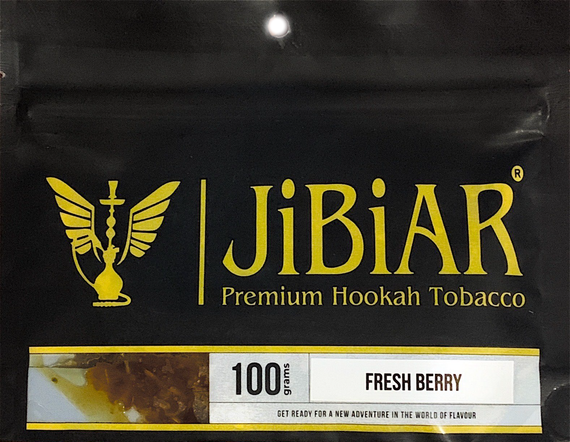 JiBiAR®
Premium Hookah Tobacco
100 grams
FRESH BERRY
GET READY FOR A NEW ADVENTURE IN THE WORLD OF FLAVOUR